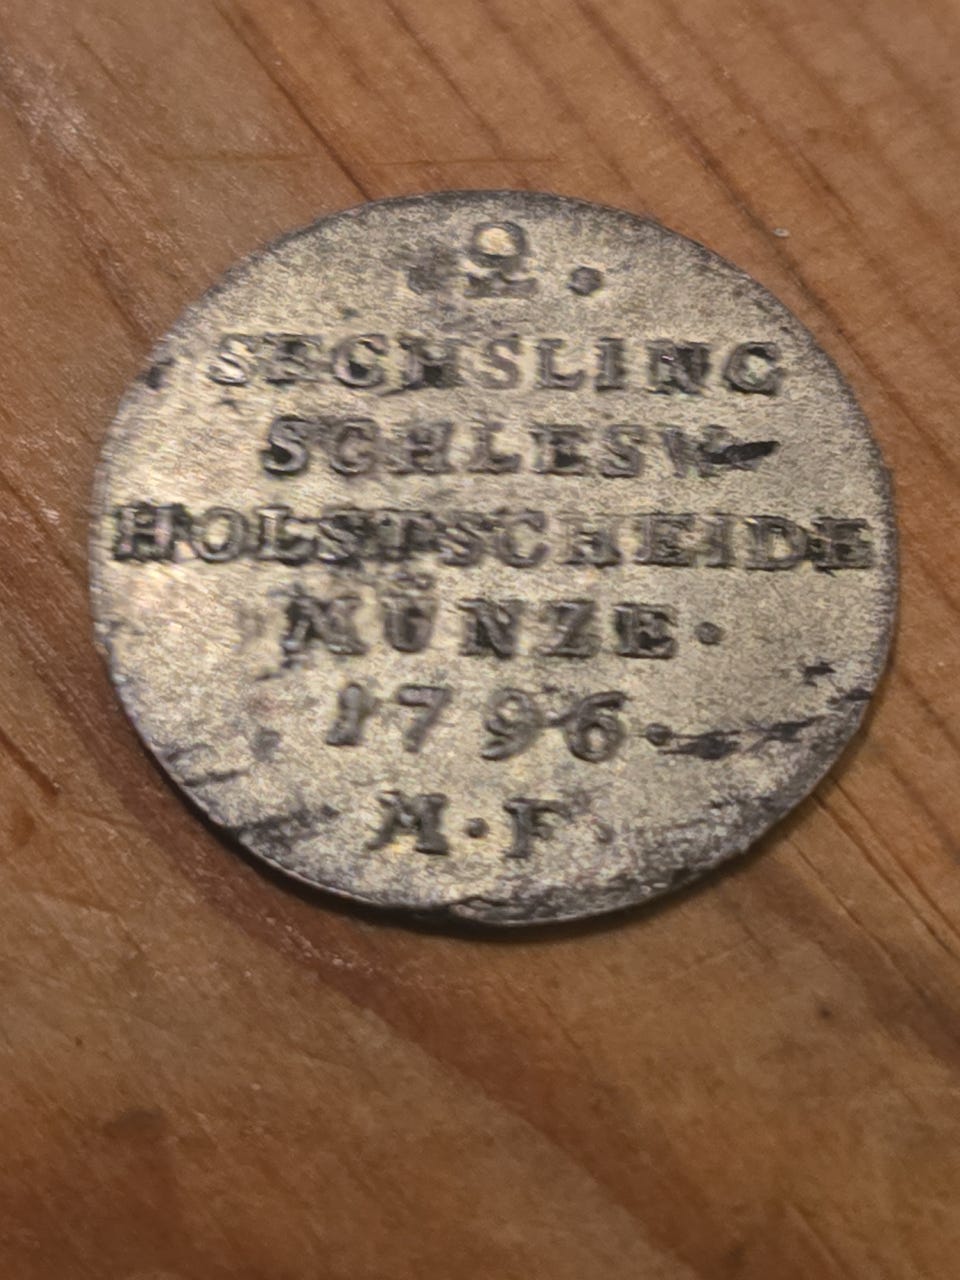 ·2·
SECHSLING
SCHLESW
HOLST·SCHEIDE
MÜNZE·
1796·
M·F·